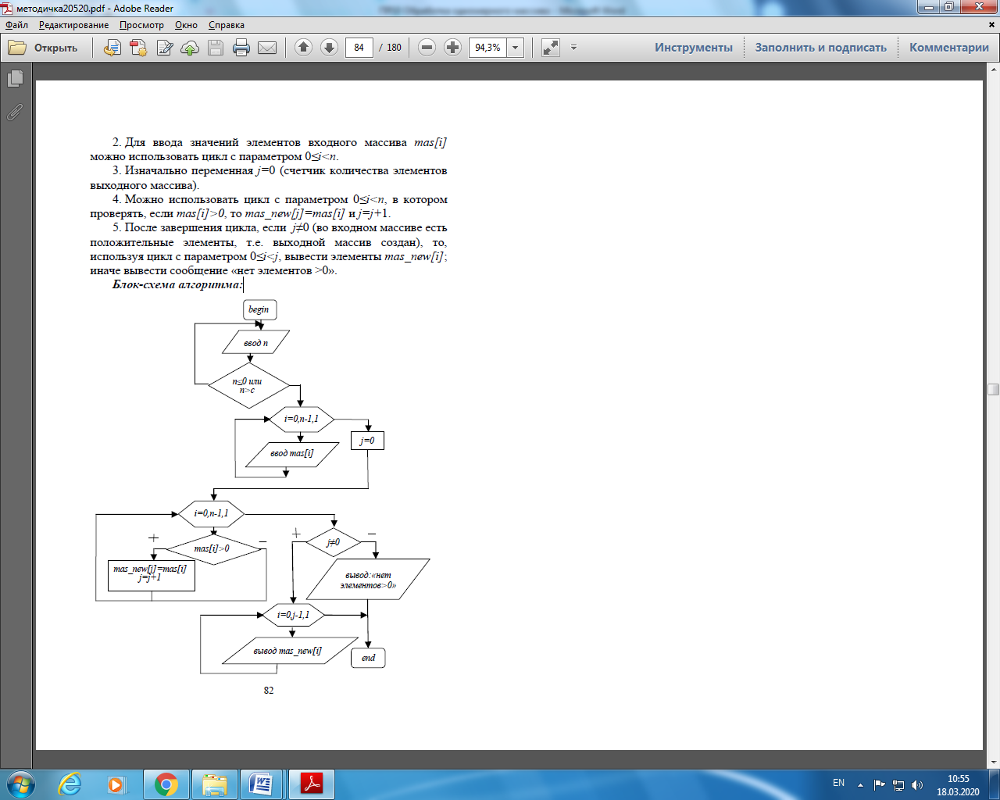 методичка20520.pdf - Adobe Reader
Файл Редактирование Просмотр Окно Справка
Открыть 84 / 180 94,3% Инструменты Заполнить и подписать Комментарии
2. Для ввода значений элементов входного массива mas[i]
можно использовать цикл с параметром 0≤i<n.
3. Изначально переменная j=0 (счетчик количества элементов
выходного массива).
4. Можно использовать цикл с параметром 0≤i<n, в котором
проверять, если mas[i]>0, то mas_new[j]=mas[i] и j=j+1.
5. После завершения цикла, если j≠0 (во входном массиве есть
положительные элементы, т.е. выходной массив создан), то,
используя цикл с параметром 0≤i<j, вывести элементы mas_new[i];
иначе вывести сообщение «нет элементов >0».
Блок-схема алгоритма:
begin
ввод n
n≤0 или
n>c
i=0,n-1,1
j=0
ввод mas[i]
i=0,n-1,1
+ − + −
mas[i]>0
j≠0
mas_new[j]=mas[i]
j=j+1
вывод:«нет
элементов>0»
i=0,j-1,1
вывод mas_new[i]
end
82
EN
10:55
18.03.2020